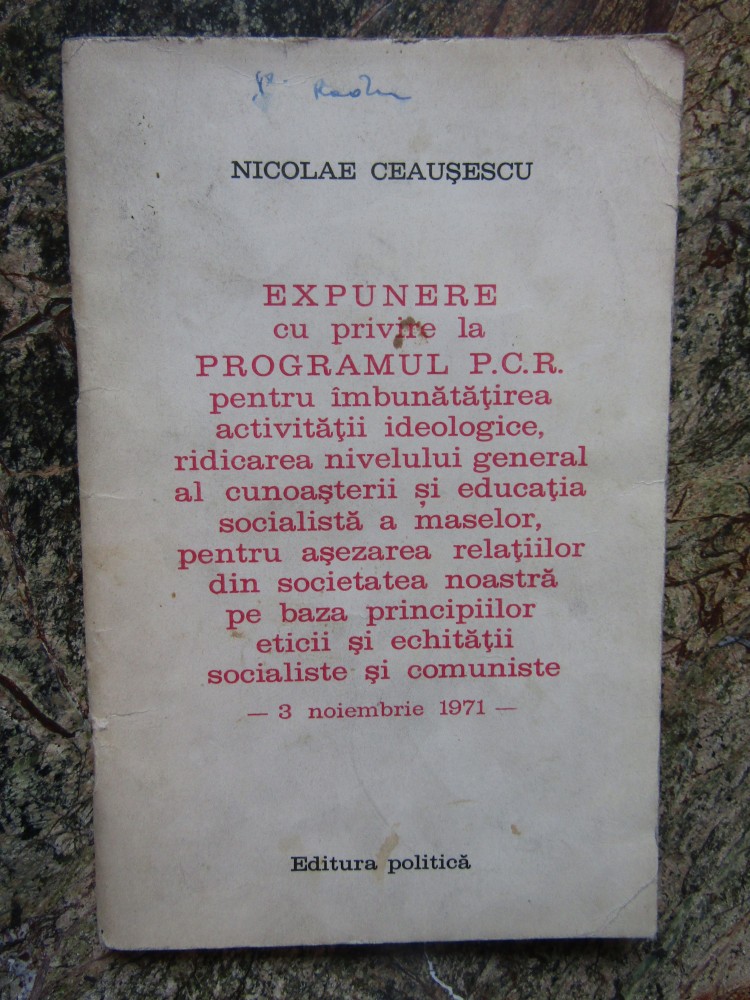 NICOLAE CEAUŞESCU
EXPUNERE
cu privire la
PROGRAMUL P.C.R.
pentru îmbunătăţirea
activităţii ideologice,
ridicarea nivelului general
al cunoaşterii și educaţia
socialistă a maselor,
pentru aşezarea relaţiilor
din societatea noastră
pe baza principiilor
eticii şi echităţii
socialiste şi comuniste
— 3 noiembrie 1971 —
Editura politică